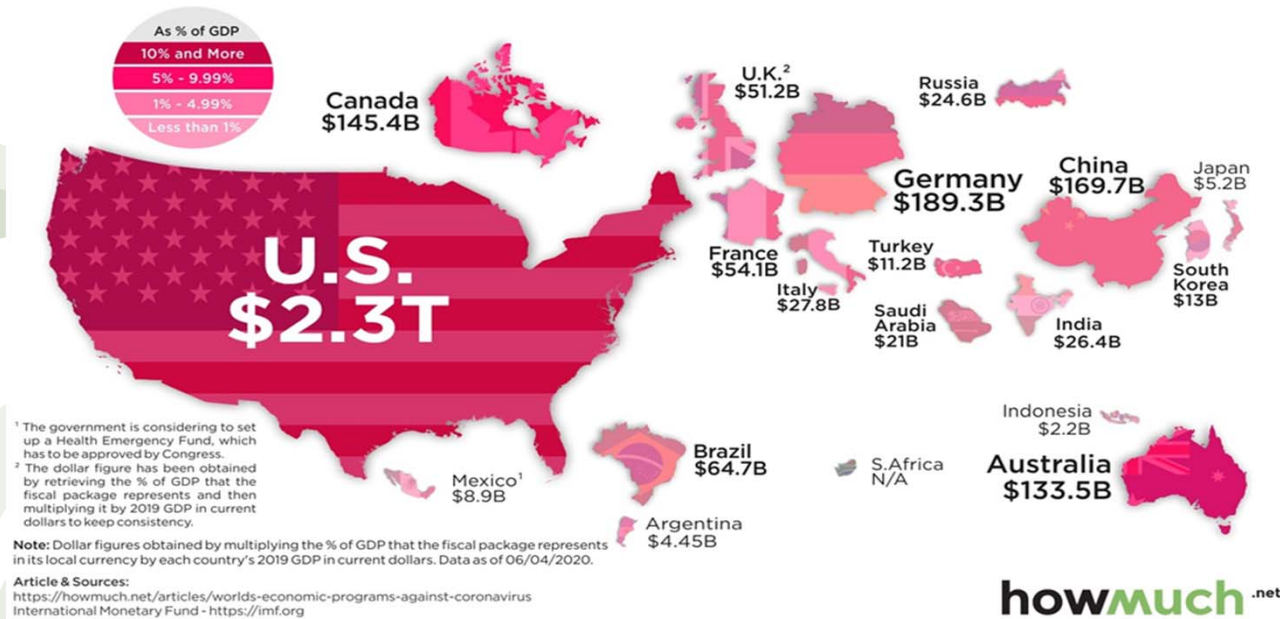 As % of GDP
10% and More
5% - 9.99%
1% - 4.99%
Less than 1%
Canada
$145.4B
U.K.²
$51.2B
Russia
$24.6B
Germany
$189.3B
China
$169.7B
Japan
$5.2B
U.S.
$2.3T
France
$54.1B
Italy
$27.8B
Turkey
$11.2B
Saudi
Arabia
$21B
India
$26.4B
South
Korea
$13B
Mexico¹
$8.9B
Brazil
$64.7B
Argentina
$4.45B
S.Africa
N/A
Indonesia
$2.2B
Australia
$133.5B
¹ The government is considering to set
up a Health Emergency Fund, which
has to be approved by Congress.
² The dollar figure has been obtained
by retrieving the % of GDP that the
fiscal package represents and then
multiplying it by 2019 GDP in current
dollars to keep consistency.
Note: Dollar figures obtained by multiplying the % of GDP that the fiscal package represents
in its local currency by each country's 2019 GDP in current dollars. Data as of 06/04/2020.
Article & Sources:
https://howmuch.net/articles/worlds-economic-programs-against-coronavirus
International Monetary Fund - https://imf.org
howmuch.net